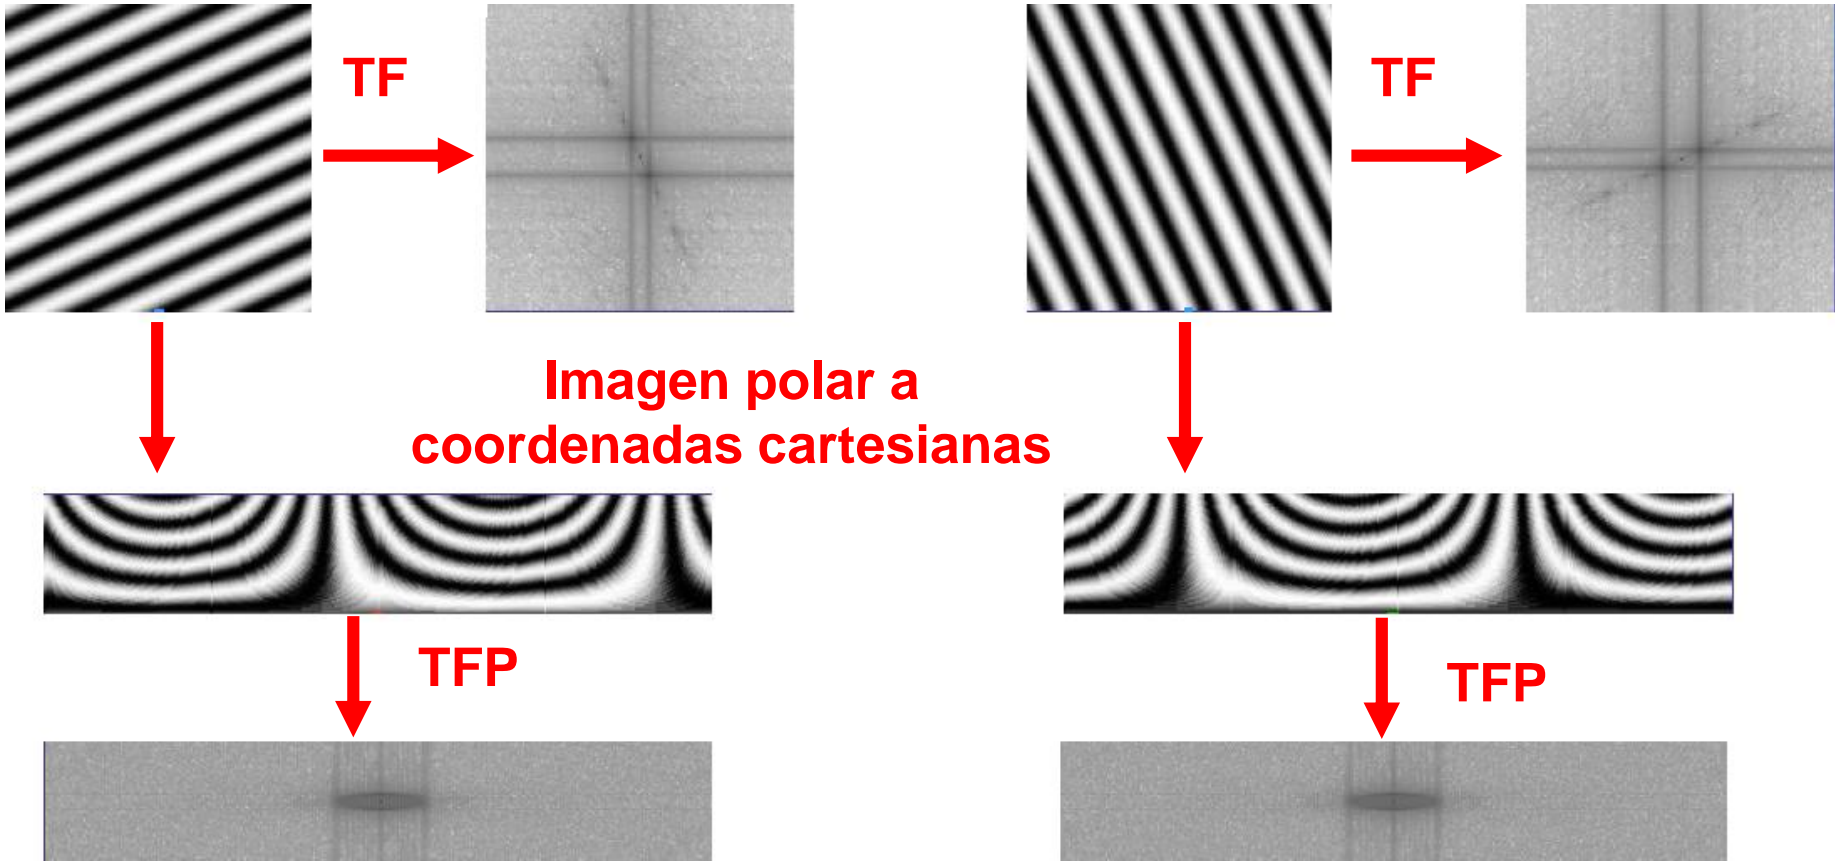 TF
TF
Imagen polar a
coordenadas cartesianas
TFP
TFP